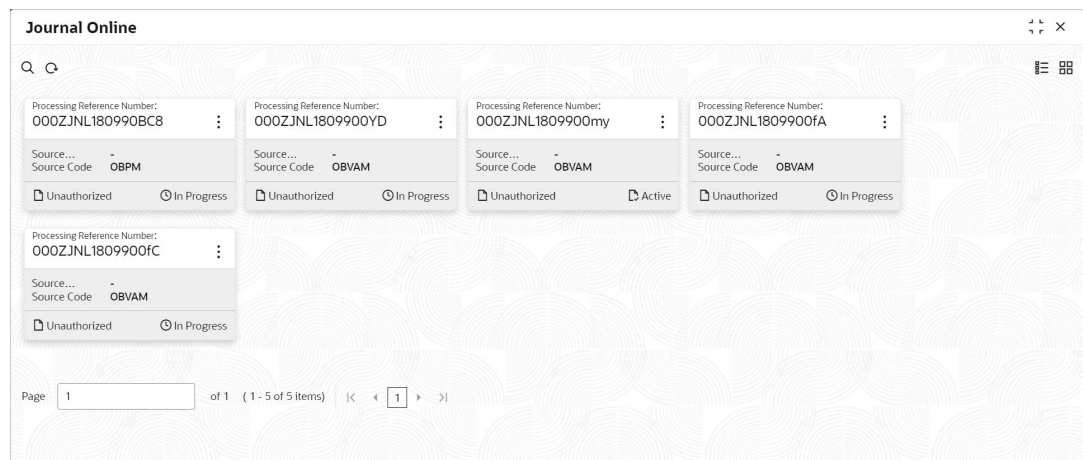 Journal Online
Processing Reference Number:
000ZJNL180990BC8
Source... -
Source Code OBPM
Unauthorized In Progress
Processing Reference Number:
000ZJNL1809900YD
Source... -
Source Code OBVAM
Unauthorized In Progress
Processing Reference Number:
000ZJNL1809900my
Source... -
Source Code OBVAM
Unauthorized Active
Processing Reference Number:
000ZJNL1809900fA
Source... -
Source Code OBVAM
Unauthorized In Progress
Processing Reference Number:
000ZJNL1809900fC
Source... -
Source Code OBVAM
Unauthorized In Progress
Page 1 of 1 ( 1 - 5 of 5 items) 1